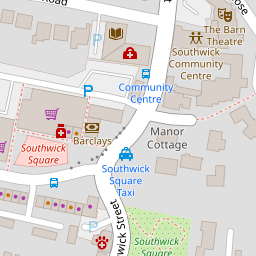 Road
The Barn
Theatre
ose
Southwick
Community
Centre
P
Community
Centre
P
Manor
Cottage
Barclays
Southwick
Square
Southwick
Square
Taxi
wick Street
Southwick
Square